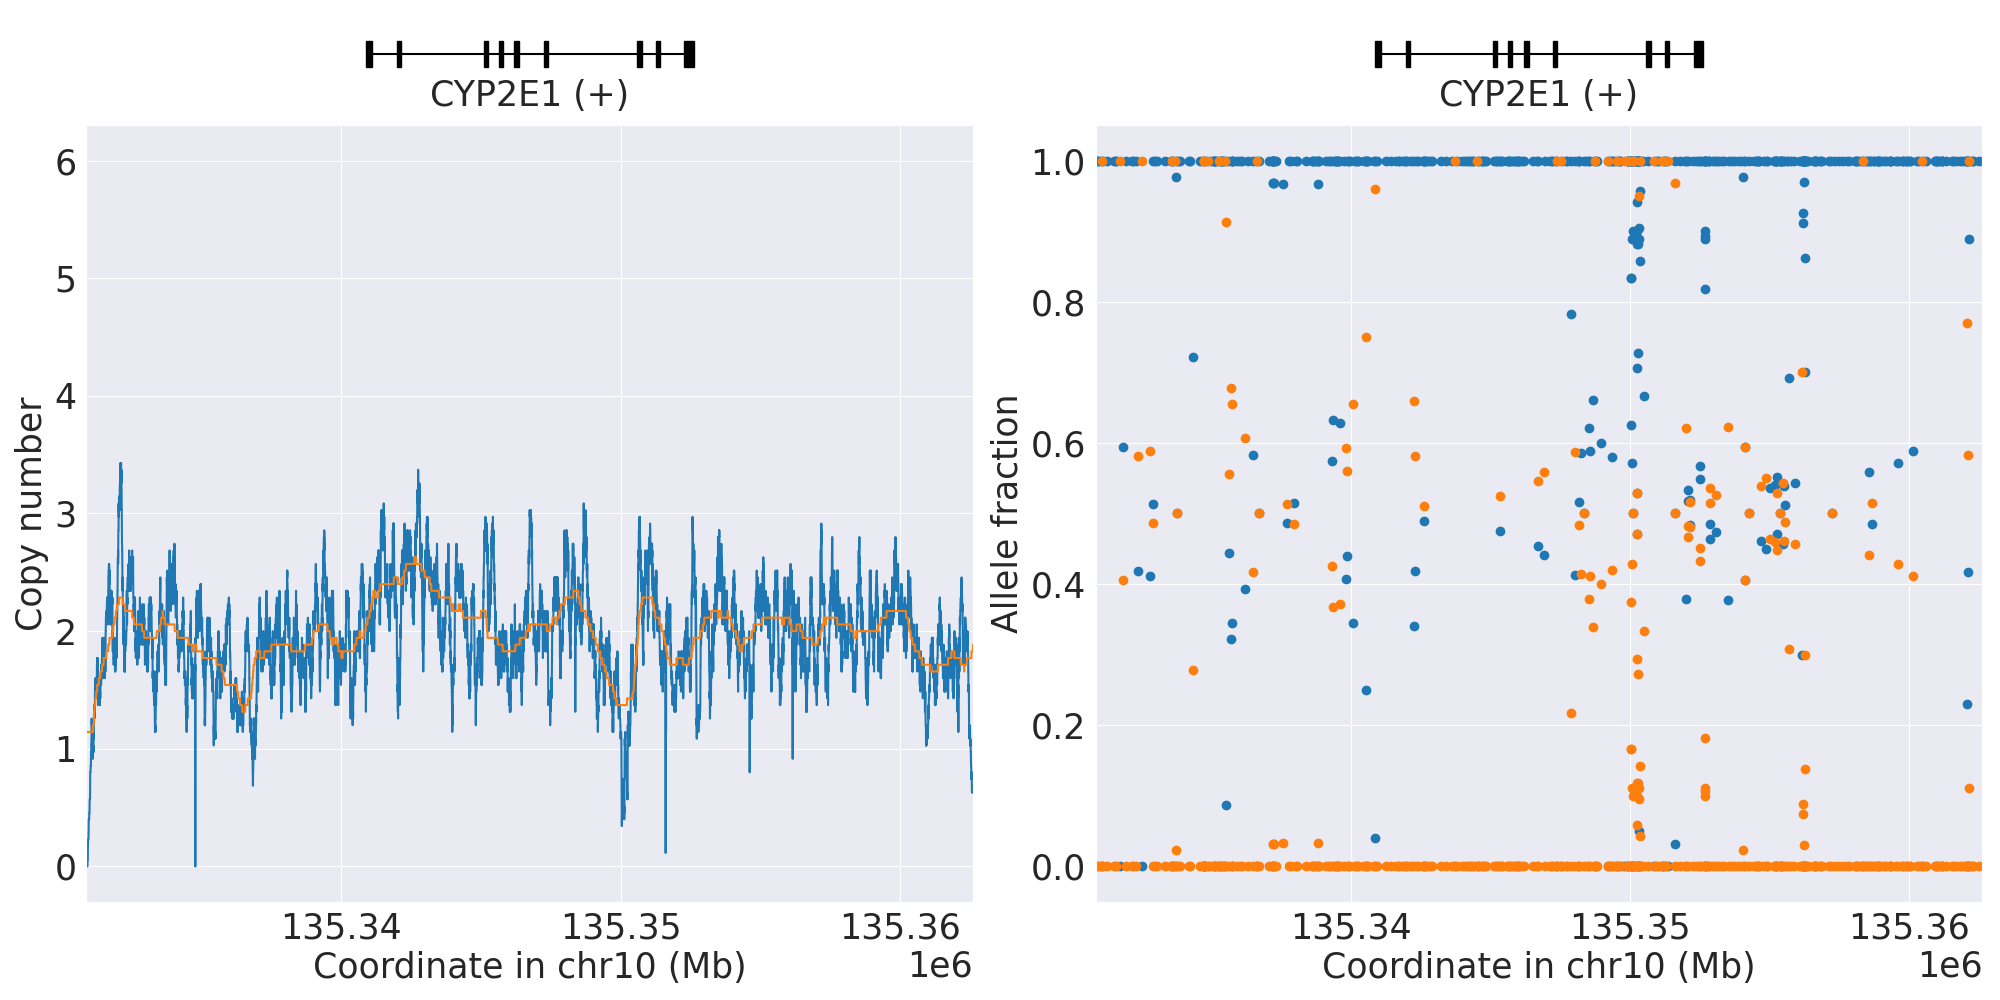 CYP2E1 (+)
6
5
4
3
2
1
0
Copy number
135.34 135.35 135.36
Coordinate in chr10 (Mb)
1e6
CYP2E1 (+)
1.0
0.8
0.6
0.4
0.2
0.0
Allele fraction
135.34 135.35 135.36
Coordinate in chr10 (Mb)
1e6